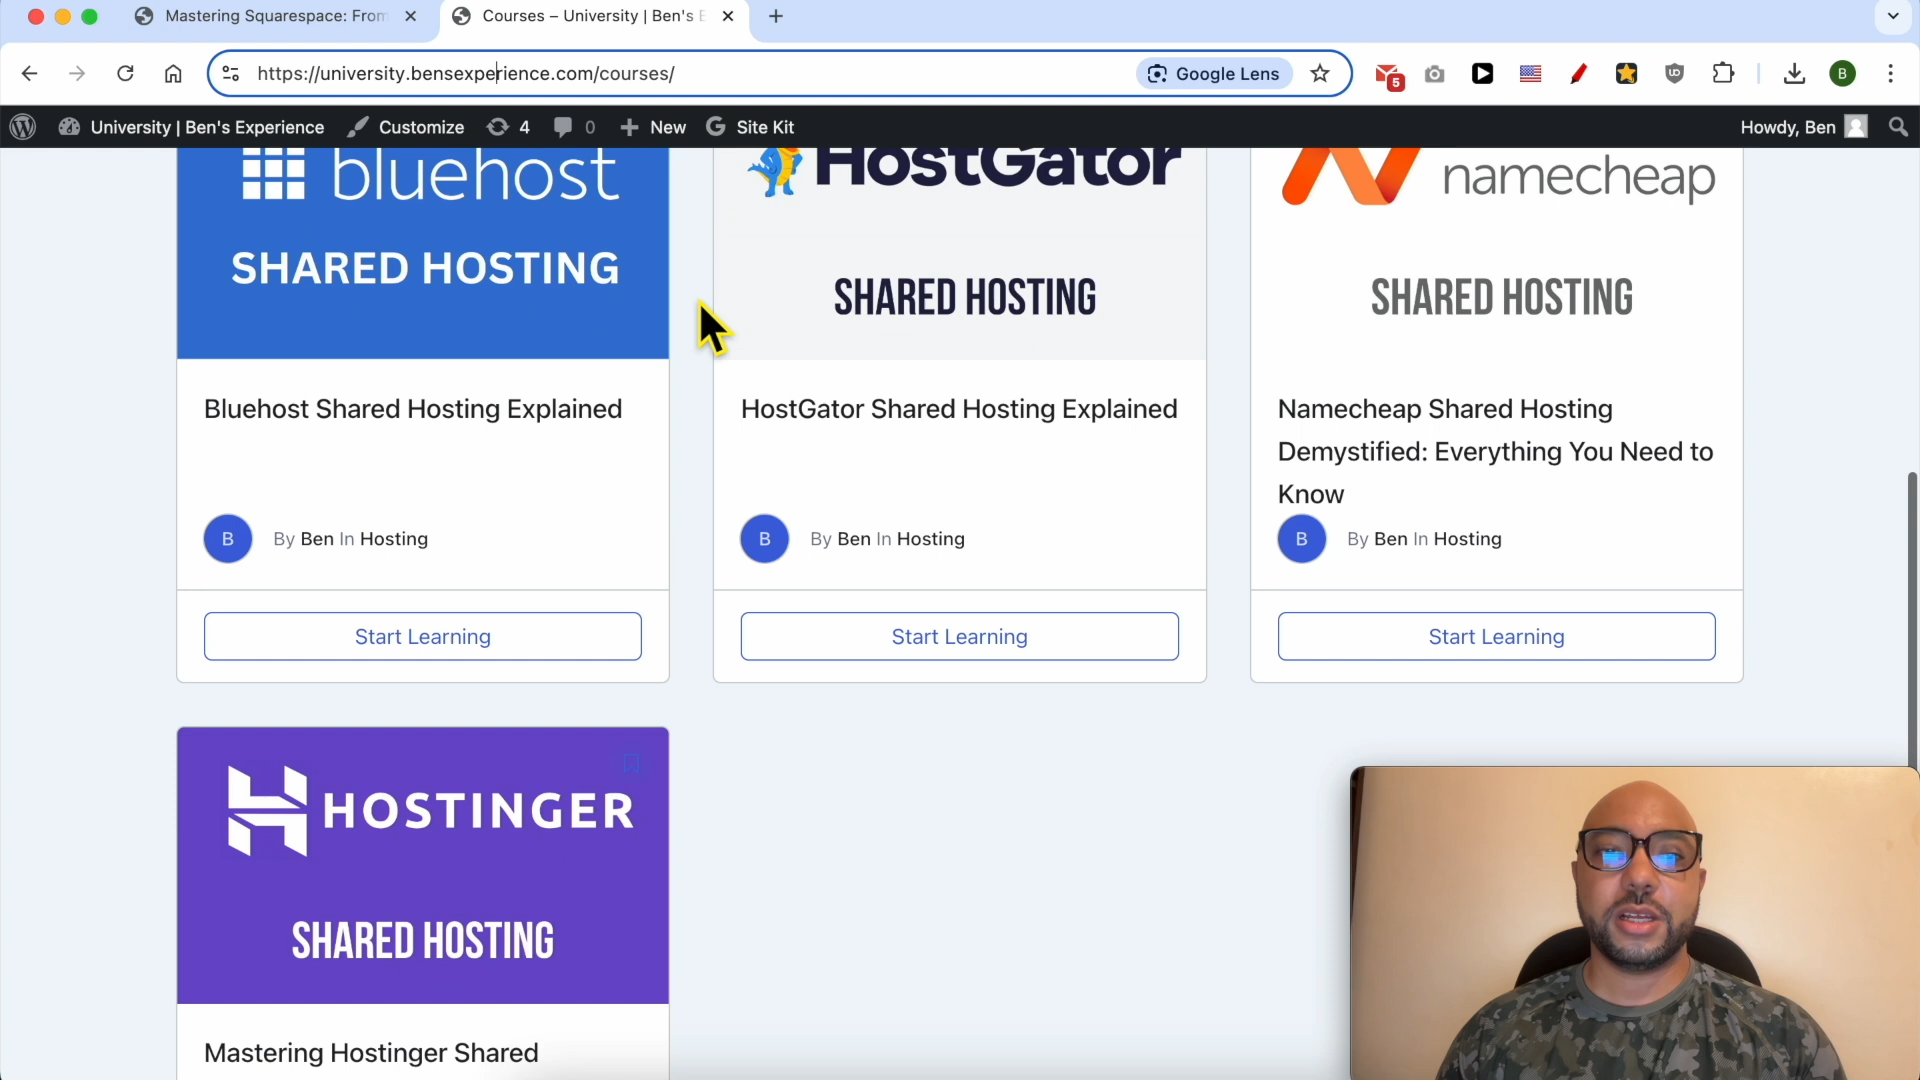 Mastering Squarespace: From
Courses – University | Ben's E
https://university.bensexperience.com/courses/
Google Lens
5
B
University | Ben's Experience
Customize
4
0
New
Site Kit
Howdy, Ben
bluehost
SHARED HOSTING
HostGator
SHARED HOSTING
namecheap
SHARED HOSTING
Bluehost Shared Hosting Explained
HostGator Shared Hosting Explained
Namecheap Shared Hosting
Demystified: Everything You Need to
Know
B
By Ben In Hosting
B
By Ben In Hosting
B
By Ben In Hosting
Start Learning
Start Learning
Start Learning
HOSTINGER
SHARED HOSTING
Mastering Hostinger Shared